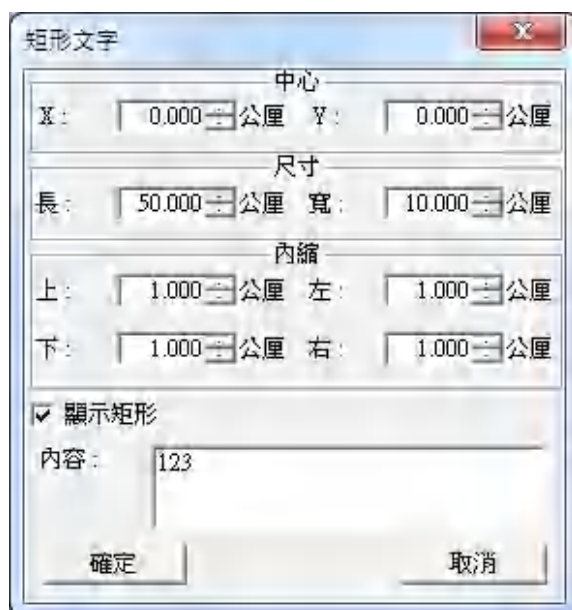 矩形文字
中心
X : 0.000 公厘 Y : 0.000 公厘
尺寸
長 : 50.000 公厘 寬 : 10.000 公厘
內縮
上 : 1.000 公厘 左 : 1.000 公厘
下 : 1.000 公厘 右 : 1.000 公厘
顯示矩形
內容 : 123
確定 取消